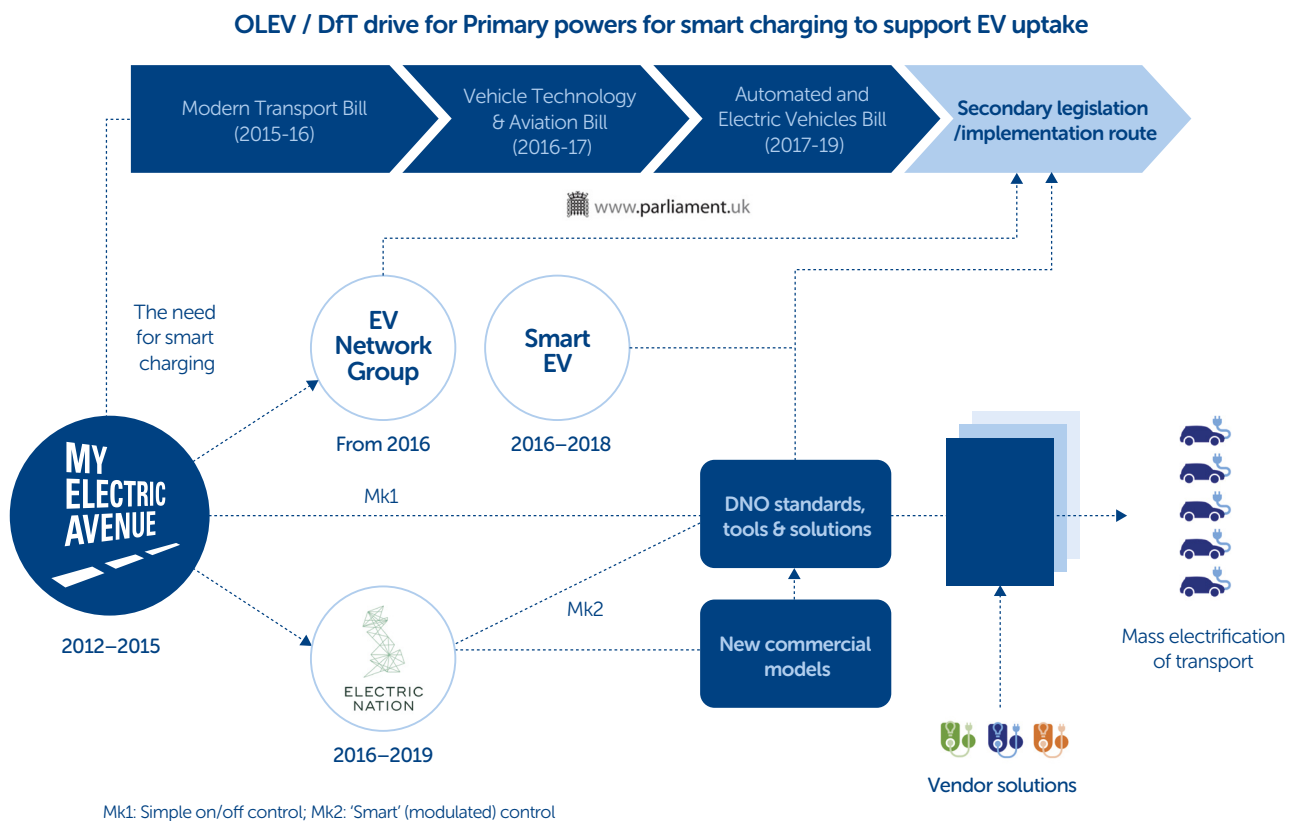 OLEV / DfT drive for Primary powers for smart charging to support EV uptake
Modern Transport Bill
(2015-16)
Vehicle Technology
& Aviation Bill
(2016-17)
Automated and
Electric Vehicles Bill
(2017-19)
Secondary legislation
/implementation route
www.parliament.uk
The need
for smart
charging
EV
Network
Group
From 2016
Smart
EV
2016–2018
MY
ELECTRIC
AVENUE
2012–2015
Mk1
DNO standards,
tools & solutions
Mk2
New commercial
models
ELECTRIC
NATION
2016–2019
Mass electrification
of transport
Vendor solutions
Mk1: Simple on/off control; Mk2: ‘Smart’ (modulated) control